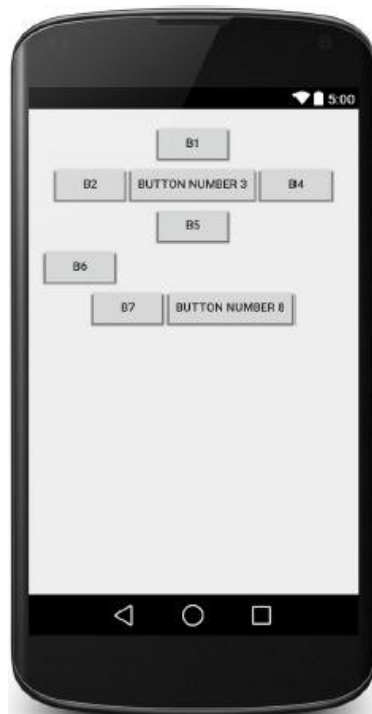 5:00
B1
B2 BUTTON NUMBER 3 B4
B5
B6
B7 BUTTON NUMBER 8